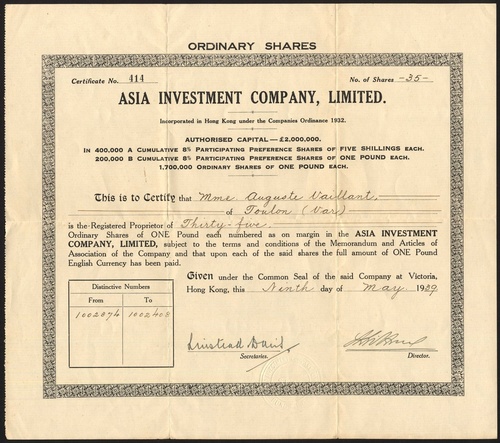 ORDINARY SHARES
Certificate No. 414
No. of Shares -35-
ASIA INVESTMENT COMPANY, LIMITED.
Incorporated in Hong Kong under the Companies Ordinance 1932.
AUTHORISED CAPITAL — £2,000,000.
IN 400,000 A CUMULATIVE 8% PARTICIPATING PREFERENCE SHARES OF FIVE SHILLINGS EACH.
200,000 B CUMULATIVE 8% PARTICIPATING PREFERENCE SHARES OF ONE POUND EACH.
1,700,000 ORDINARY SHARES OF ONE POUND EACH.
This is to Certify that Mme. Auguste Vaillant,
of Toulon (Var)
is the Registered Proprietor of Thirty-five
Ordinary Shares of ONE Pound each numbered as on margin in the ASIA INVESTMENT
COMPANY, LIMITED, subject to the terms and conditions of the Memorandum and Articles of
Association of the Company and that upon each of the said shares the full amount of ONE Pound
English Currency has been paid.
Given under the Common Seal of the said Company at Victoria,
Hong Kong, this Ninth day of May 1939
Distinctive Numbers
From To
1002874 1002408
Linstead Davis
Secretaries.
Director.